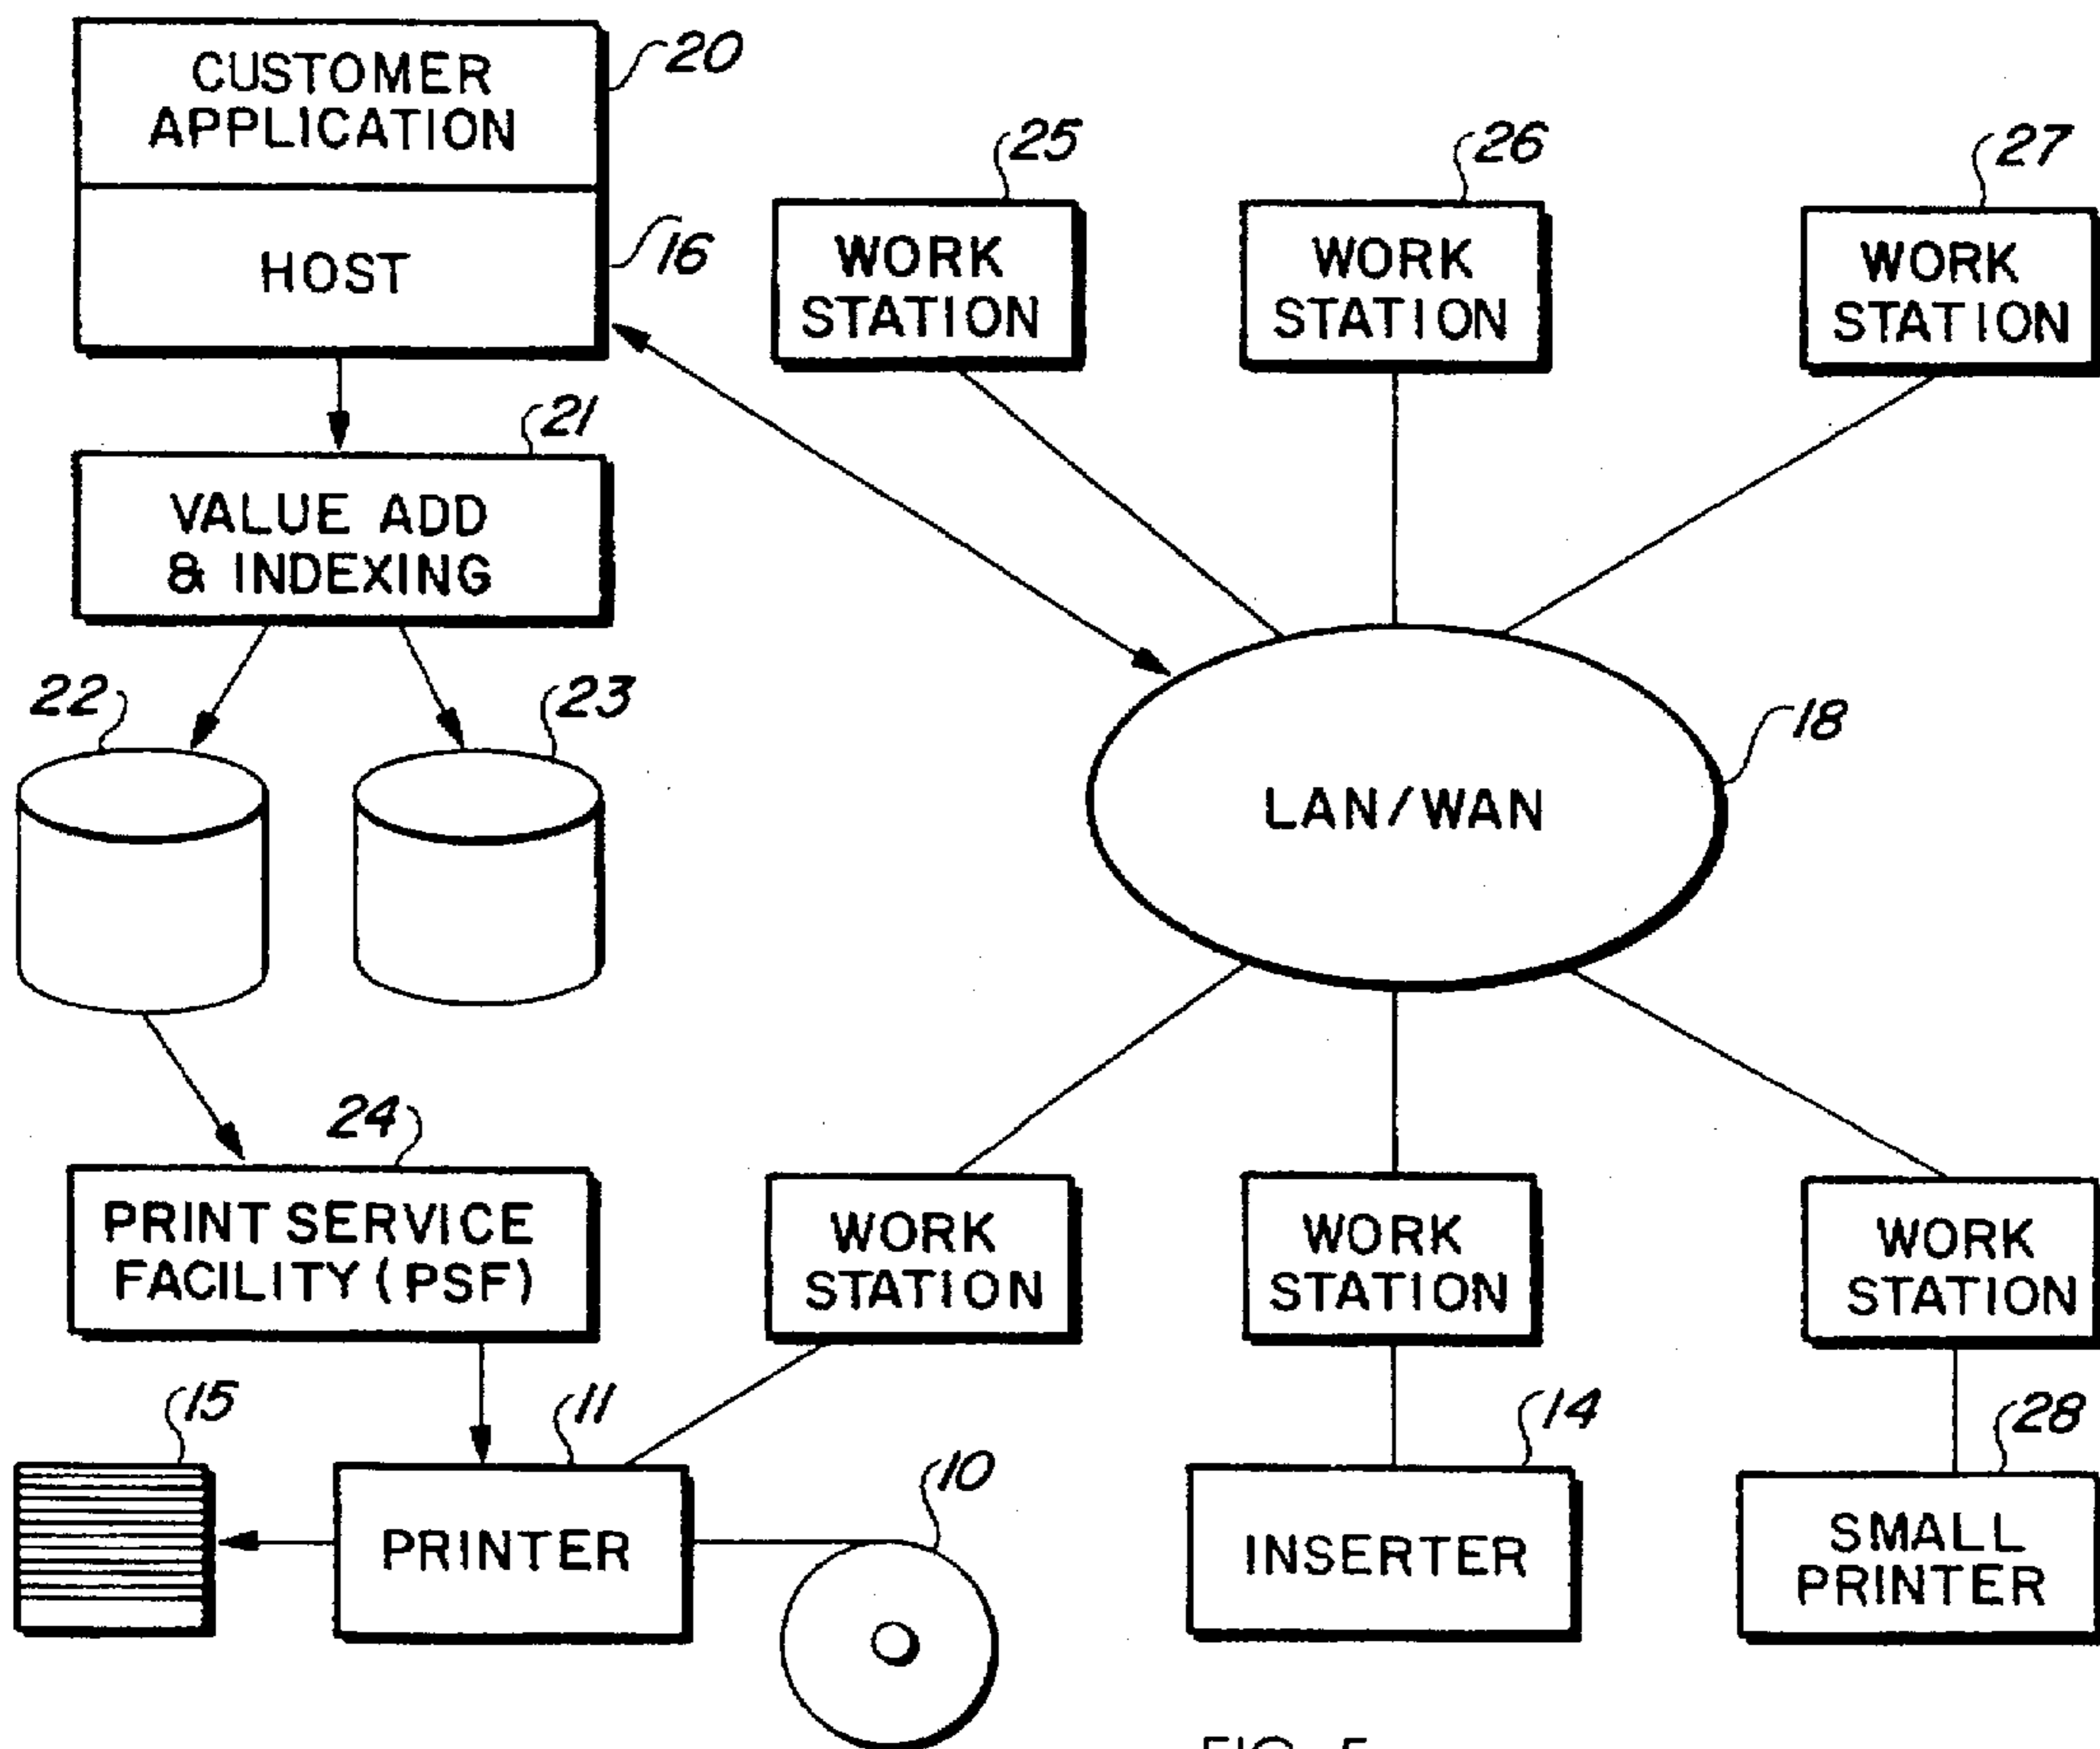 CUSTOMER
APPLICATION
20
HOST
16
25
WORK
STATION
26
WORK
STATION
27
WORK
STATION
21
VALUE ADD
& INDEXING
22
23
18
LAN/WAN
24
PRINT SERVICE
FACILITY (PSF)
WORK
STATION
WORK
STATION
WORK
STATION
15
11
PRINTER
10
14
INSERTER
28
SMALL
PRINTER